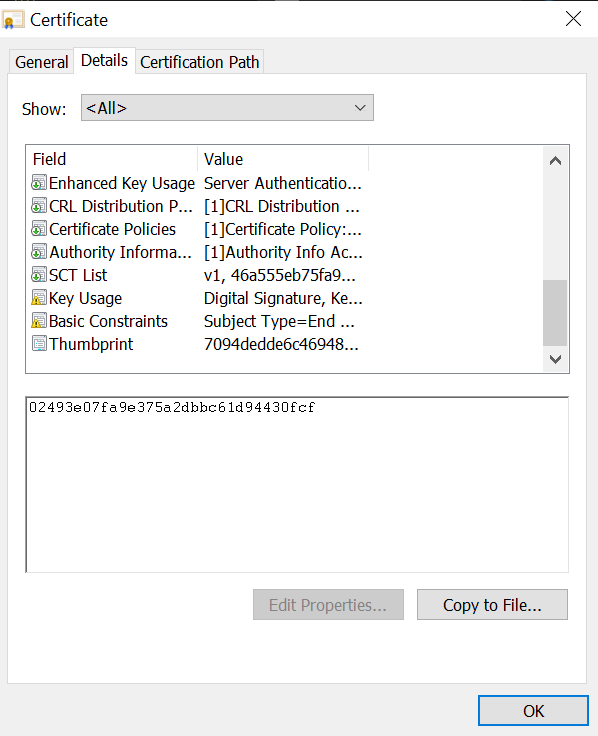 Certificate
General Details Certification Path
Show: <All>
Field Value
Enhanced Key Usage Server Authenticatio...
CRL Distribution P... [1]CRL Distribution ...
Certificate Policies [1]Certificate Policy:...
Authority Informa... [1]Authority Info Ac...
SCT List v1, 46a555eb75fa9...
Key Usage Digital Signature, Ke...
Basic Constraints Subject Type=End ...
Thumbprint 7094dedde6c46948...
02493e07fa9e375a2dbbc61d94430fcf
Edit Properties... Copy to File...
OK